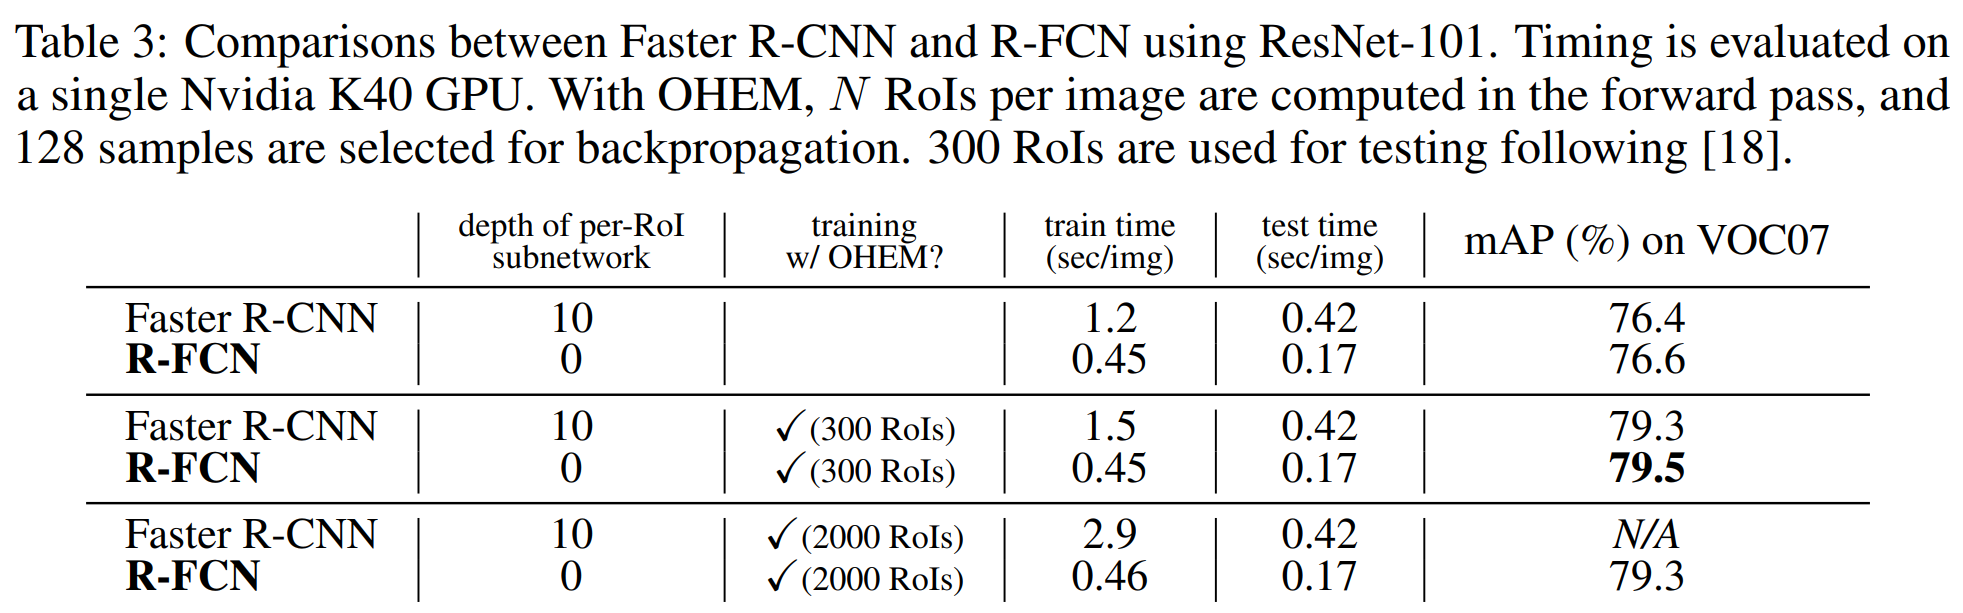 Table 3: Comparisons between Faster R-CNN and R-FCN using ResNet-101. Timing is evaluated on
a single Nvidia K40 GPU. With OHEM, N RoIs per image are computed in the forward pass, and
128 samples are selected for backpropagation. 300 RoIs are used for testing following [18].
depth of per-RoI subnetwork training w/ OHEM? train time (sec/img) test time (sec/img) mAP (%) on VOC07
Faster R-CNN 10 1.2 0.42 76.4
R-FCN 0 0.45 0.17 76.6
Faster R-CNN 10 ✓(300 RoIs) 1.5 0.42 79.3
R-FCN 0 ✓(300 RoIs) 0.45 0.17 79.5
Faster R-CNN 10 ✓(2000 RoIs) 2.9 0.42 N/A
R-FCN 0 ✓(2000 RoIs) 0.46 0.17 79.3